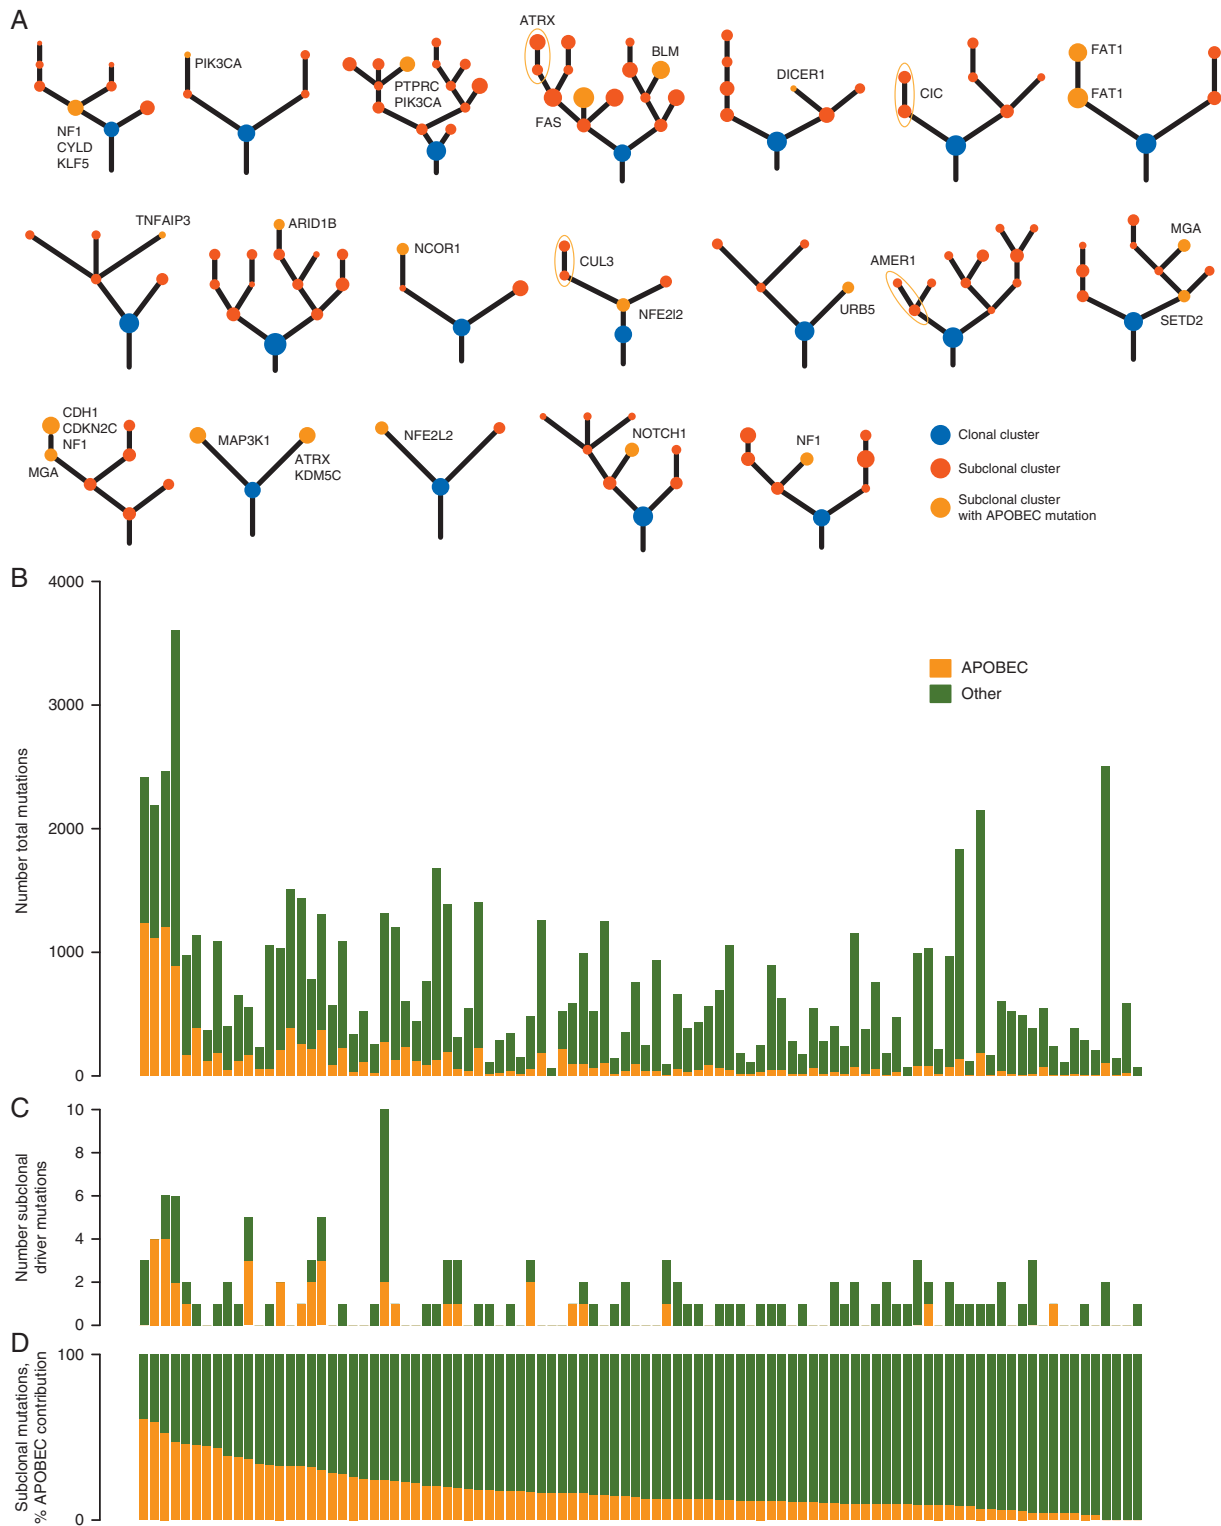 A
ATRX
BLM
FAT1
PIK3CA
PTPRC
PIK3CA
DICER1
CIC
FAT1
FAS
NF1
CYLD
KLF5
TNFAIP3
ARID1B
NCOR1
CUL3
NFE2I2
URB5
AMER1
MGA
SETD2
CDH1
CDKN2C
NF1
MGA
MAP3K1
ATRX
KDM5C
NFE2L2
NOTCH1
NF1
Clonal cluster
Subclonal cluster
Subclonal cluster
with APOBEC mutation
B
Number total mutations
4000
3000
2000
1000
0
APOBEC
Other
C
Number subclonal
driver mutations
10
8
6
4
2
0
D
Subclonal mutations,
% APOBEC contribution
100
0